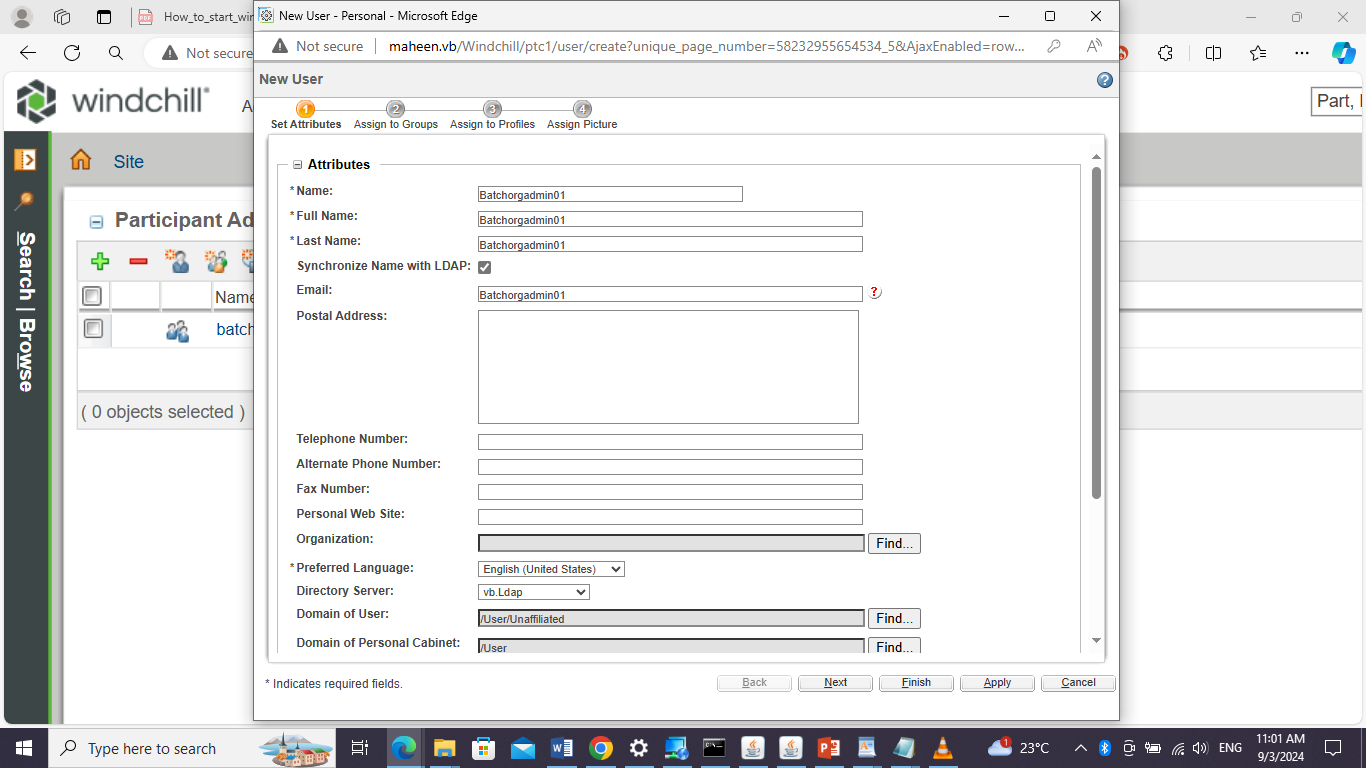 How_to_start_wi
New User - Personal - Microsoft Edge
Not secure
Not secure
maheen.vb/Windchill/ptc1/user/create?unique_page_number=58232955654534_5&AjaxEnabled=row...
windchill
New User
?
Part,
1
2
3
4
Set Attributes
Assign to Groups
Assign to Profiles
Assign Picture
Site
Search | Browse
Participant Ad
Name
batch
( 0 objects selected )
Attributes
*Name:
Batchorgadmin01
*Full Name:
Batchorgadmin01
*Last Name:
Batchorgadmin01
Synchronize Name with LDAP:
Email:
Batchorgadmin01
?
Postal Address:
Telephone Number:
Alternate Phone Number:
Fax Number:
Personal Web Site:
Organization:
Find...
*Preferred Language:
English (United States)
Directory Server:
vb.Ldap
Domain of User:
/User/Unaffiliated
Find...
Domain of Personal Cabinet:
/User
Find...
* Indicates required fields.
Back
Next
Finish
Apply
Cancel
Type here to search
23°C
ENG
11:01 AM
9/3/2024